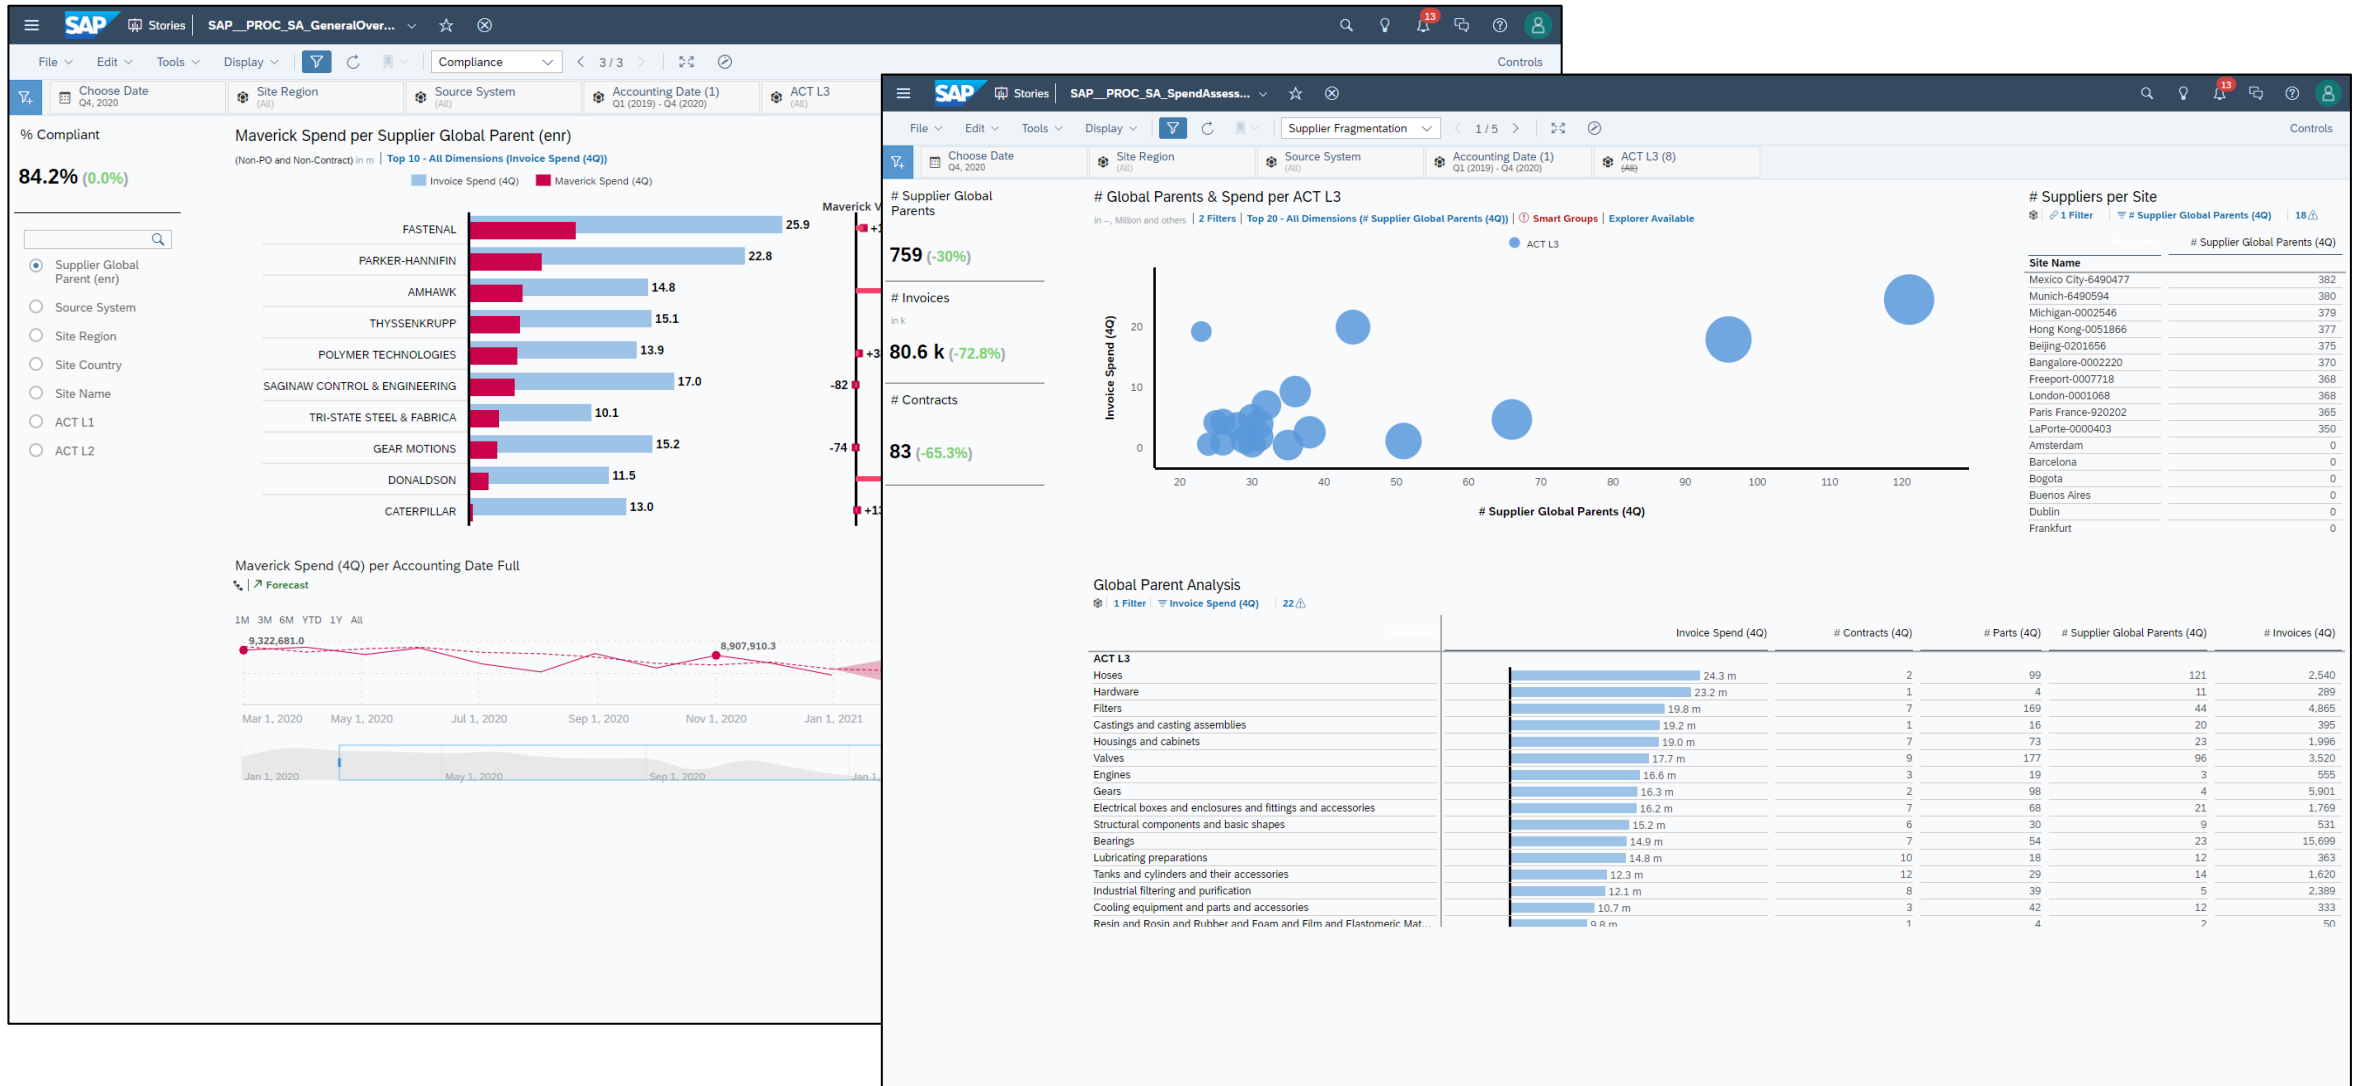 SAP Stories SAP__PROC_SA_GeneralOver...
13
File Edit Tools Display Compliance 3 / 3 Controls
Choose Date
Q4, 2020
Site Region
(All)
Source System
(All)
Accounting Date (1)
Q1 (2019) - Q4 (2020)
ACT L3
(All)
% Compliant
84.2% (0.0%)
Supplier Global
Parent (enr)
Source System
Site Region
Site Country
Site Name
ACT L1
ACT L2
Maverick Spend per Supplier Global Parent (enr)
(Non-PO and Non-Contract) in m | Top 10 - All Dimensions (Invoice Spend (4Q))
Invoice Spend (4Q) Maverick Spend (4Q)
Maverick V
FASTENAL 25.9
PARKER-HANNIFIN 22.8
AMHAWK 14.8
THYSSENKRUPP 15.1
POLYMER TECHNOLOGIES 13.9 +3
SAGINAW CONTROL & ENGINEERING 17.0 -82
TRI-STATE STEEL & FABRICA 10.1
GEAR MOTIONS 15.2 -74
DONALDSON 11.5
CATERPILLAR 13.0
Maverick Spend (4Q) per Accounting Date Full
Forecast
1M 3M 6M YTD 1Y All
9,322,681.0
8,907,910.3
Mar 1, 2020 May 1, 2020 Jul 1, 2020 Sep 1, 2020 Nov 1, 2020 Jan 1, 2021
Jan 1, 2020 May 1, 2020 Sep 1, 2020 Jan 1,
SAP Stories SAP__PROC_SA_SpendAssess...
13
File Edit Tools Display Supplier Fragmentation 1 / 5 Controls
Choose Date
Q4, 2020
Site Region
(All)
Source System
(All)
Accounting Date (1)
Q1 (2019) - Q4 (2020)
ACT L3 (8)
(All)
# Supplier Global
Parents
759 (-30%)
# Invoices
in k
80.6 k (-72.8%)
# Contracts
83 (-65.3%)
# Global Parents & Spend per ACT L3
in --, Million and others | 2 Filters | Top 20 - All Dimensions (# Supplier Global Parents (4Q)) | Smart Groups | Explorer Available
ACT L3
Invoice Spend (4Q)
20
10
0
20 30 40 50 60 70 80 90 100 110 120
# Supplier Global Parents (4Q)
# Suppliers per Site
1 Filter | # Supplier Global Parents (4Q) 18
# Supplier Global Parents (4Q)
Site Name
Mexico City-6490477 382
Munich-6490594 380
Michigan-0002546 379
Hong Kong-0051866 377
Beijing-0201656 375
Bangalore-0002220 370
Freeport-0007718 368
London-0001068 368
Paris France-920202 365
LaPorte-0000403 350
Amsterdam 0
Barcelona 0
Bogota 0
Buenos Aires 0
Dublin 0
Frankfurt 0
Global Parent Analysis
1 Filter | Invoice Spend (4Q) 22
Invoice Spend (4Q) # Contracts (4Q) # Parts (4Q) # Supplier Global Parents (4Q) # Invoices (4Q)
ACT L3
Hoses 24.3 m 2 99 121 2,540
Hardware 23.2 m 1 4 11 289
Filters 19.8 m 7 169 44 4,865
Castings and casting assemblies 19.2 m 1 16 20 395
Housings and cabinets 19.0 m 7 73 23 1,996
Valves 17.7 m 9 177 96 3,520
Engines 16.6 m 3 19 3 555
Gears 16.3 m 2 98 4 5,901
Electrical boxes and enclosures and fittings and accessories 16.2 m 7 68 21 1,769
Structural components and basic shapes 15.2 m 6 30 9 531
Bearings 14.9 m 7 54 23 15,699
Lubricating preparations 14.8 m 10 18 12 363
Tanks and cylinders and their accessories 12.3 m 12 29 14 1,620
Industrial filtering and purification 12.1 m 8 39 5 2,389
Cooling equipment and parts and accessories 10.7 m 3 42 12 333
Resin and Rosin and Rubber and Foam and Film and Elastomeric Mat... 9.8 m 1 4 2 50